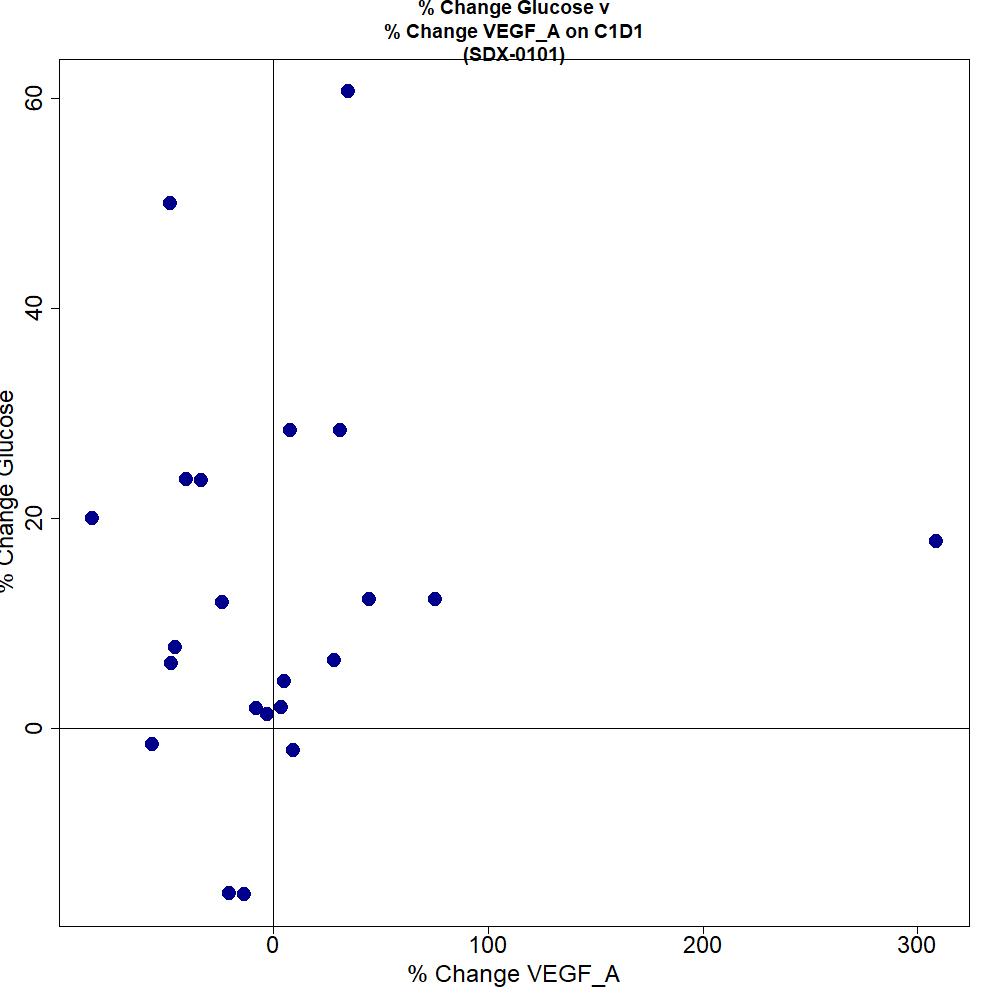 % Change Glucose v
% Change VEGF_A on C1D1
(SDX-0101)
60
40
20
0
% Change Glucose
0 100 200 300
% Change VEGF_A